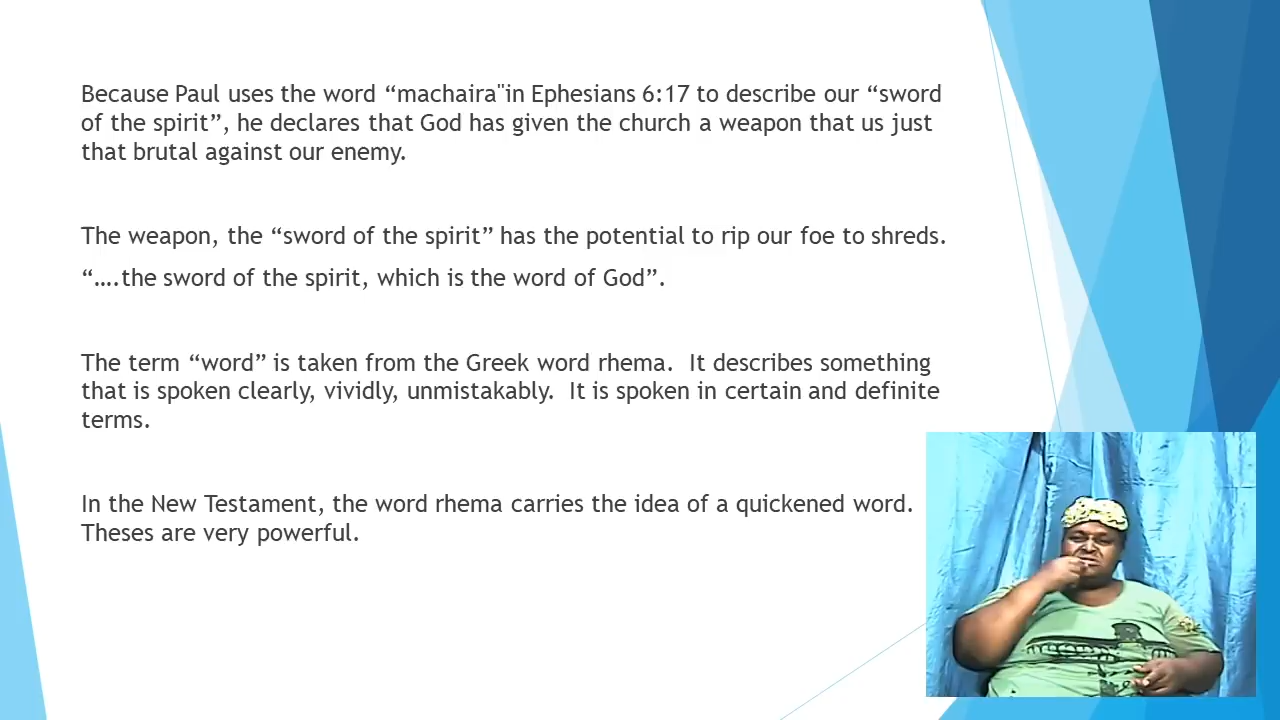 Because Paul uses the word “machaira"in Ephesians 6:17 to describe our “sword
of the spirit”, he declares that God has given the church a weapon that us just
that brutal against our enemy.
The weapon, the “sword of the spirit” has the potential to rip our foe to shreds.
“….the sword of the spirit, which is the word of God”.
The term “word” is taken from the Greek word rhema.  It describes something
that is spoken clearly, vividly, unmistakably.  It is spoken in certain and definite
terms.
In the New Testament, the word rhema carries the idea of a quickened word.
Theses are very powerful.